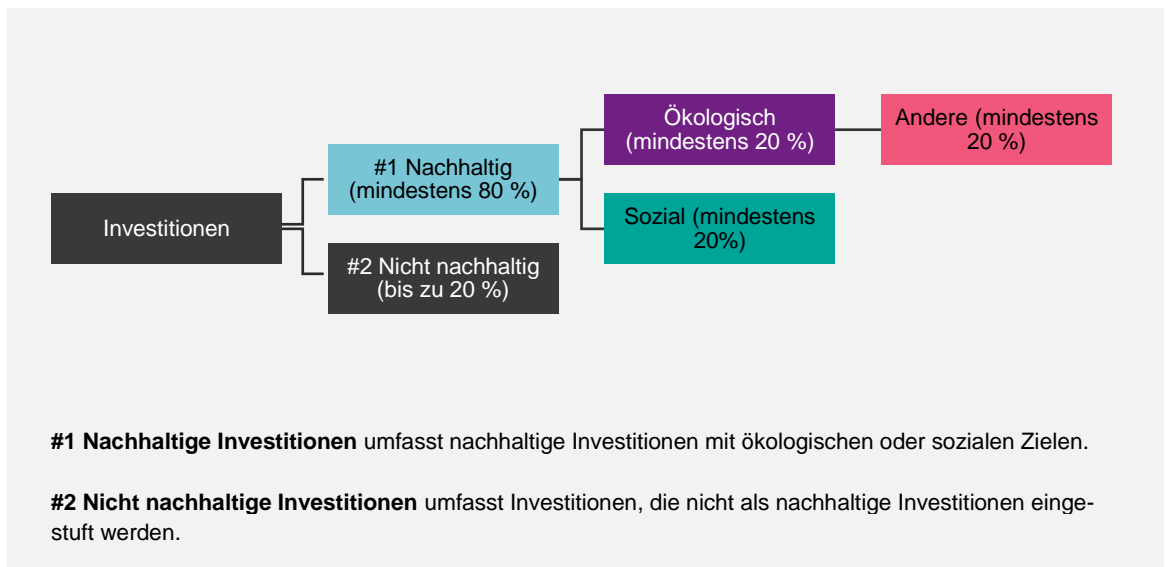 Investitionen
#1 Nachhaltig
(mindestens 80 %)
#2 Nicht nachhaltig
(bis zu 20 %)
Ökologisch
(mindestens 20 %)
Sozial (mindestens
20%)
Andere (mindestens
20 %)
#1 Nachhaltige Investitionen umfasst nachhaltige Investitionen mit ökologischen oder sozialen Zielen.
#2 Nicht nachhaltige Investitionen umfasst Investitionen, die nicht als nachhaltige Investitionen einge-
stuft werden.